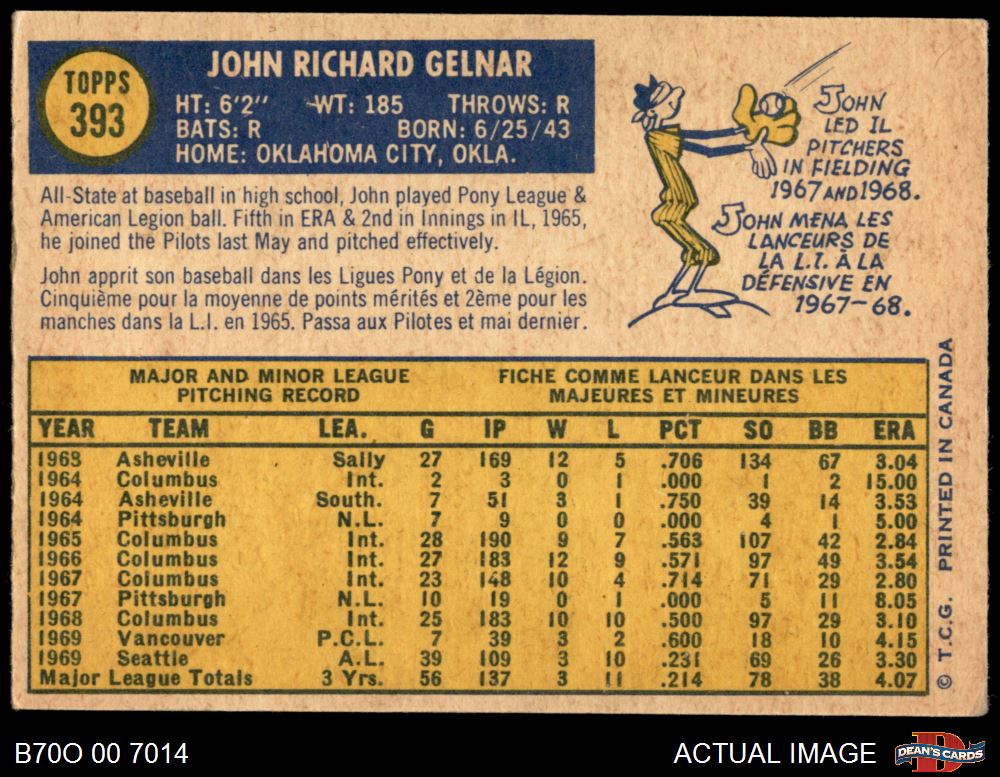 TOPPS
393
JOHN RICHARD GELNAR
HT: 6'2" WT: 185 THROWS: R
BATS: R BORN: 6/25/43
HOME: OKLAHOMA CITY, OKLA.
All-State at baseball in high school, John played Pony League &
American Legion ball. Fifth in ERA & 2nd in Innings in IL, 1965,
he joined the Pilots last May and pitched effectively.
John apprit son baseball dans les Ligues Pony et de la Légion.
Cinquième pour la moyenne de points mérités et 2ème pour les
manches dans la L.I. en 1965. Passa aux Pilotes et mai dernier.
JOHN
LED IL
PITCHERS
IN FIELDING
1967 AND 1968.
JOHN MENA LES
LANCEURS DE
LA L.I. À LA
DÉFENSIVE EN
1967-68.
MAJOR AND MINOR LEAGUE
PITCHING RECORD
FICHE COMME LANCEUR DANS LES
MAJEURES ET MINEURES
YEAR TEAM LEA. G IP W L PCT SO BB ERA
1963 Asheville Sally 27 169 12 5 .706 134 67 3.04
1964 Columbus Int. 2 3 0 1 .000 1 2 15.00
1964 Asheville South. 7 51 3 1 .750 39 14 3.53
1964 Pittsburgh N.L. 7 9 0 0 .000 4 1 5.00
1965 Columbus Int. 28 190 9 7 .563 107 42 2.84
1966 Columbus Int. 27 183 12 9 .571 97 49 3.54
1967 Columbus Int. 23 148 10 4 .714 71 29 2.80
1967 Pittsburgh N.L. 10 19 0 1 .000 5 11 8.05
1968 Columbus Int. 25 183 10 10 .500 97 29 3.10
1969 Vancouver P.C.L. 7 39 3 2 .600 18 10 4.15
1969 Seattle A.L. 39 109 3 10 .231 69 26 3.30
Major League Totals 3 Yrs. 56 137 3 11 .214 78 38 4.07
© T.C.G. PRINTED IN CANADA
B70O 00 7014
ACTUAL IMAGE
D
DEAN'S CARDS